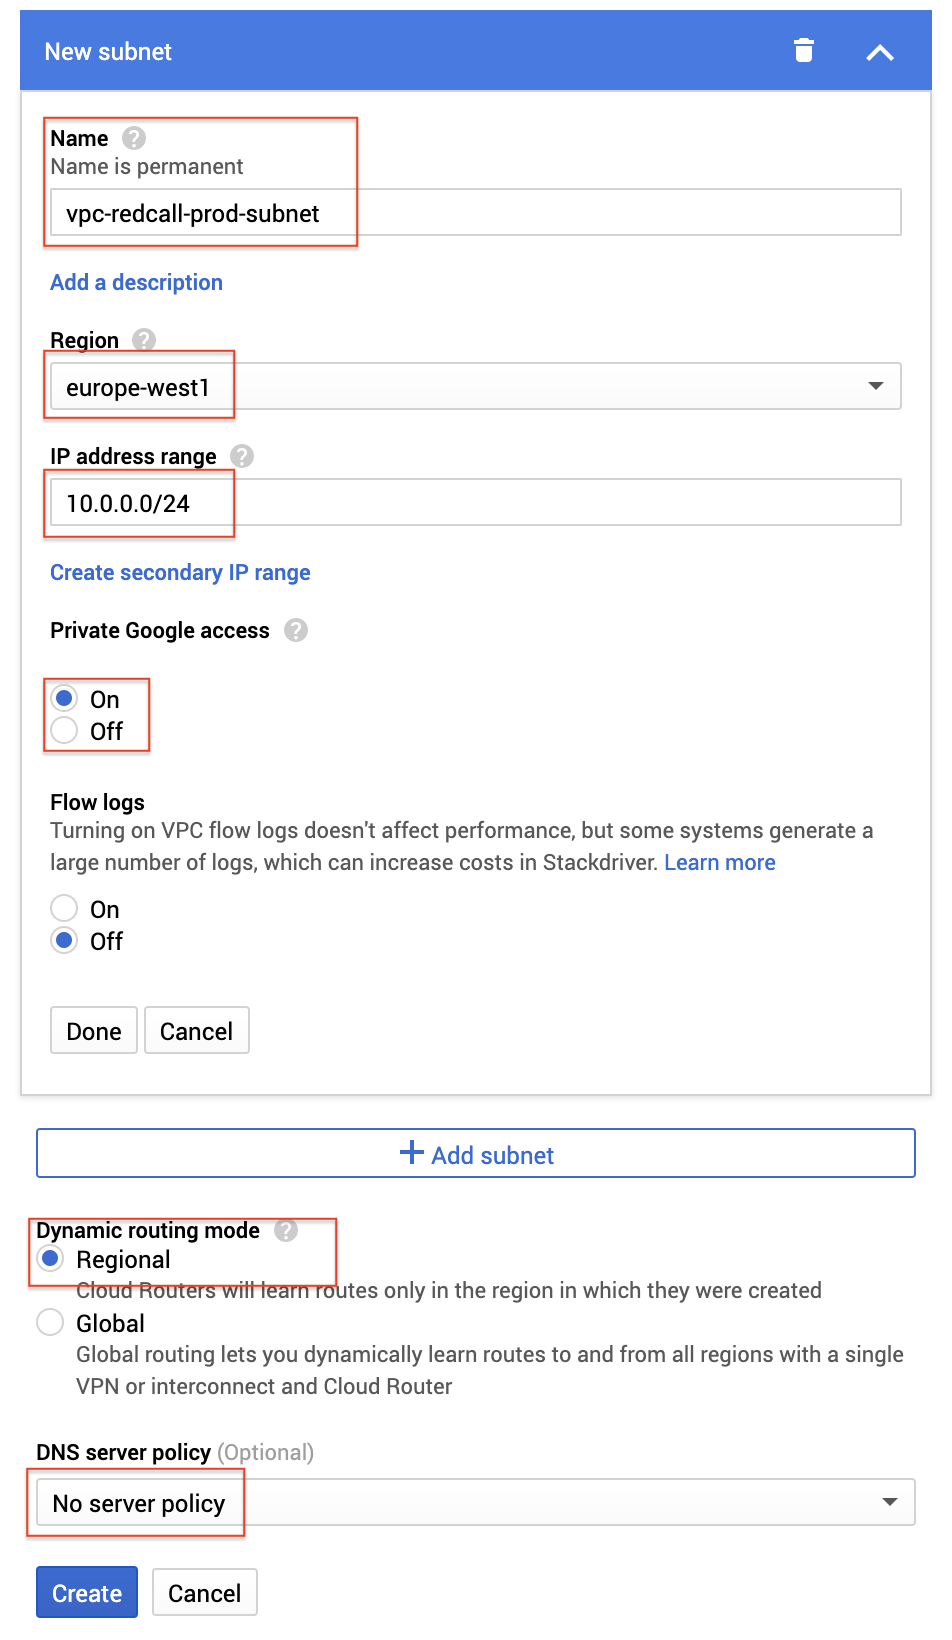 New subnet
Name ?
Name is permanent
vpc-redcall-prod-subnet
Add a description
Region ?
europe-west1
IP address range ?
10.0.0.0/24
Create secondary IP range
Private Google access ?
On
Off
Flow logs
Turning on VPC flow logs doesn't affect performance, but some systems generate a
large number of logs, which can increase costs in Stackdriver. Learn more
On
Off
Done Cancel
+ Add subnet
Dynamic routing mode ?
Regional
Cloud Routers will learn routes only in the region in which they were created
Global
Global routing lets you dynamically learn routes to and from all regions with a single
VPN or interconnect and Cloud Router
DNS server policy (Optional)
No server policy
Create Cancel